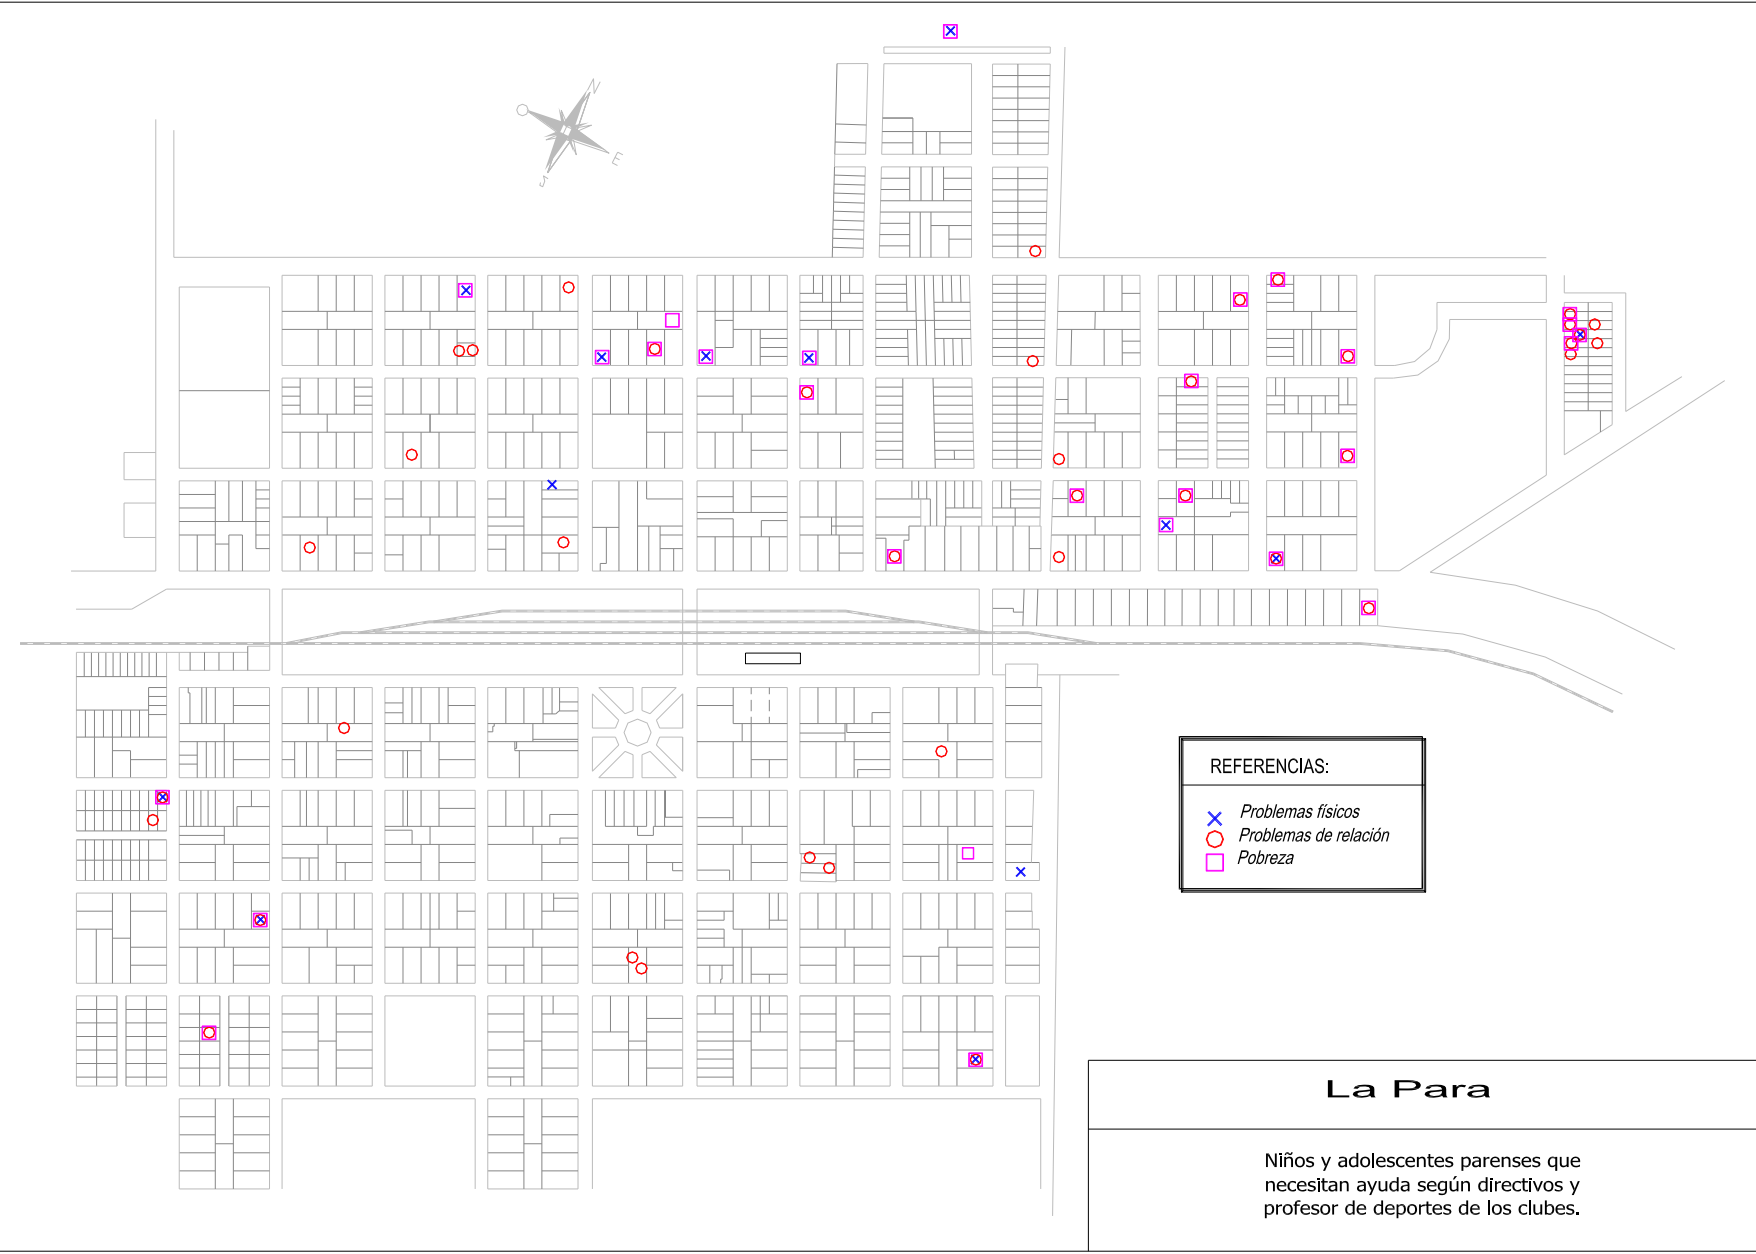 N
E
S
REFERENCIAS:
Problemas físicos
Problemas de relación
Pobreza
La Para
Niños y adolescentes parenses que
necesitan ayuda según directivos y
profesor de deportes de los clubes.